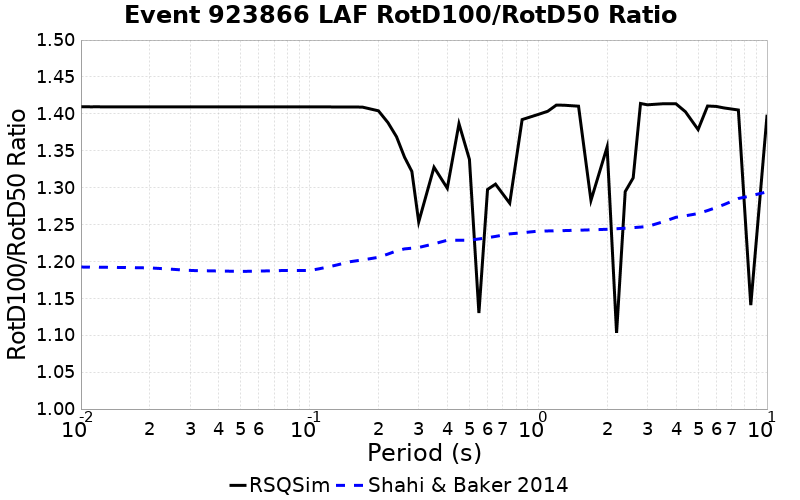 Event 923866 LAF RotD100/RotD50 Ratio
RotD100/RotD50 Ratio
1.50
1.45
1.40
1.35
1.30
1.25
1.20
1.15
1.10
1.05
1.00
10-2 2 3 4 5 6 10-1 2 3 4 5 6 7 100 2 3 4 5 6 7 101
Period (s)
RSQSim Shahi & Baker 2014